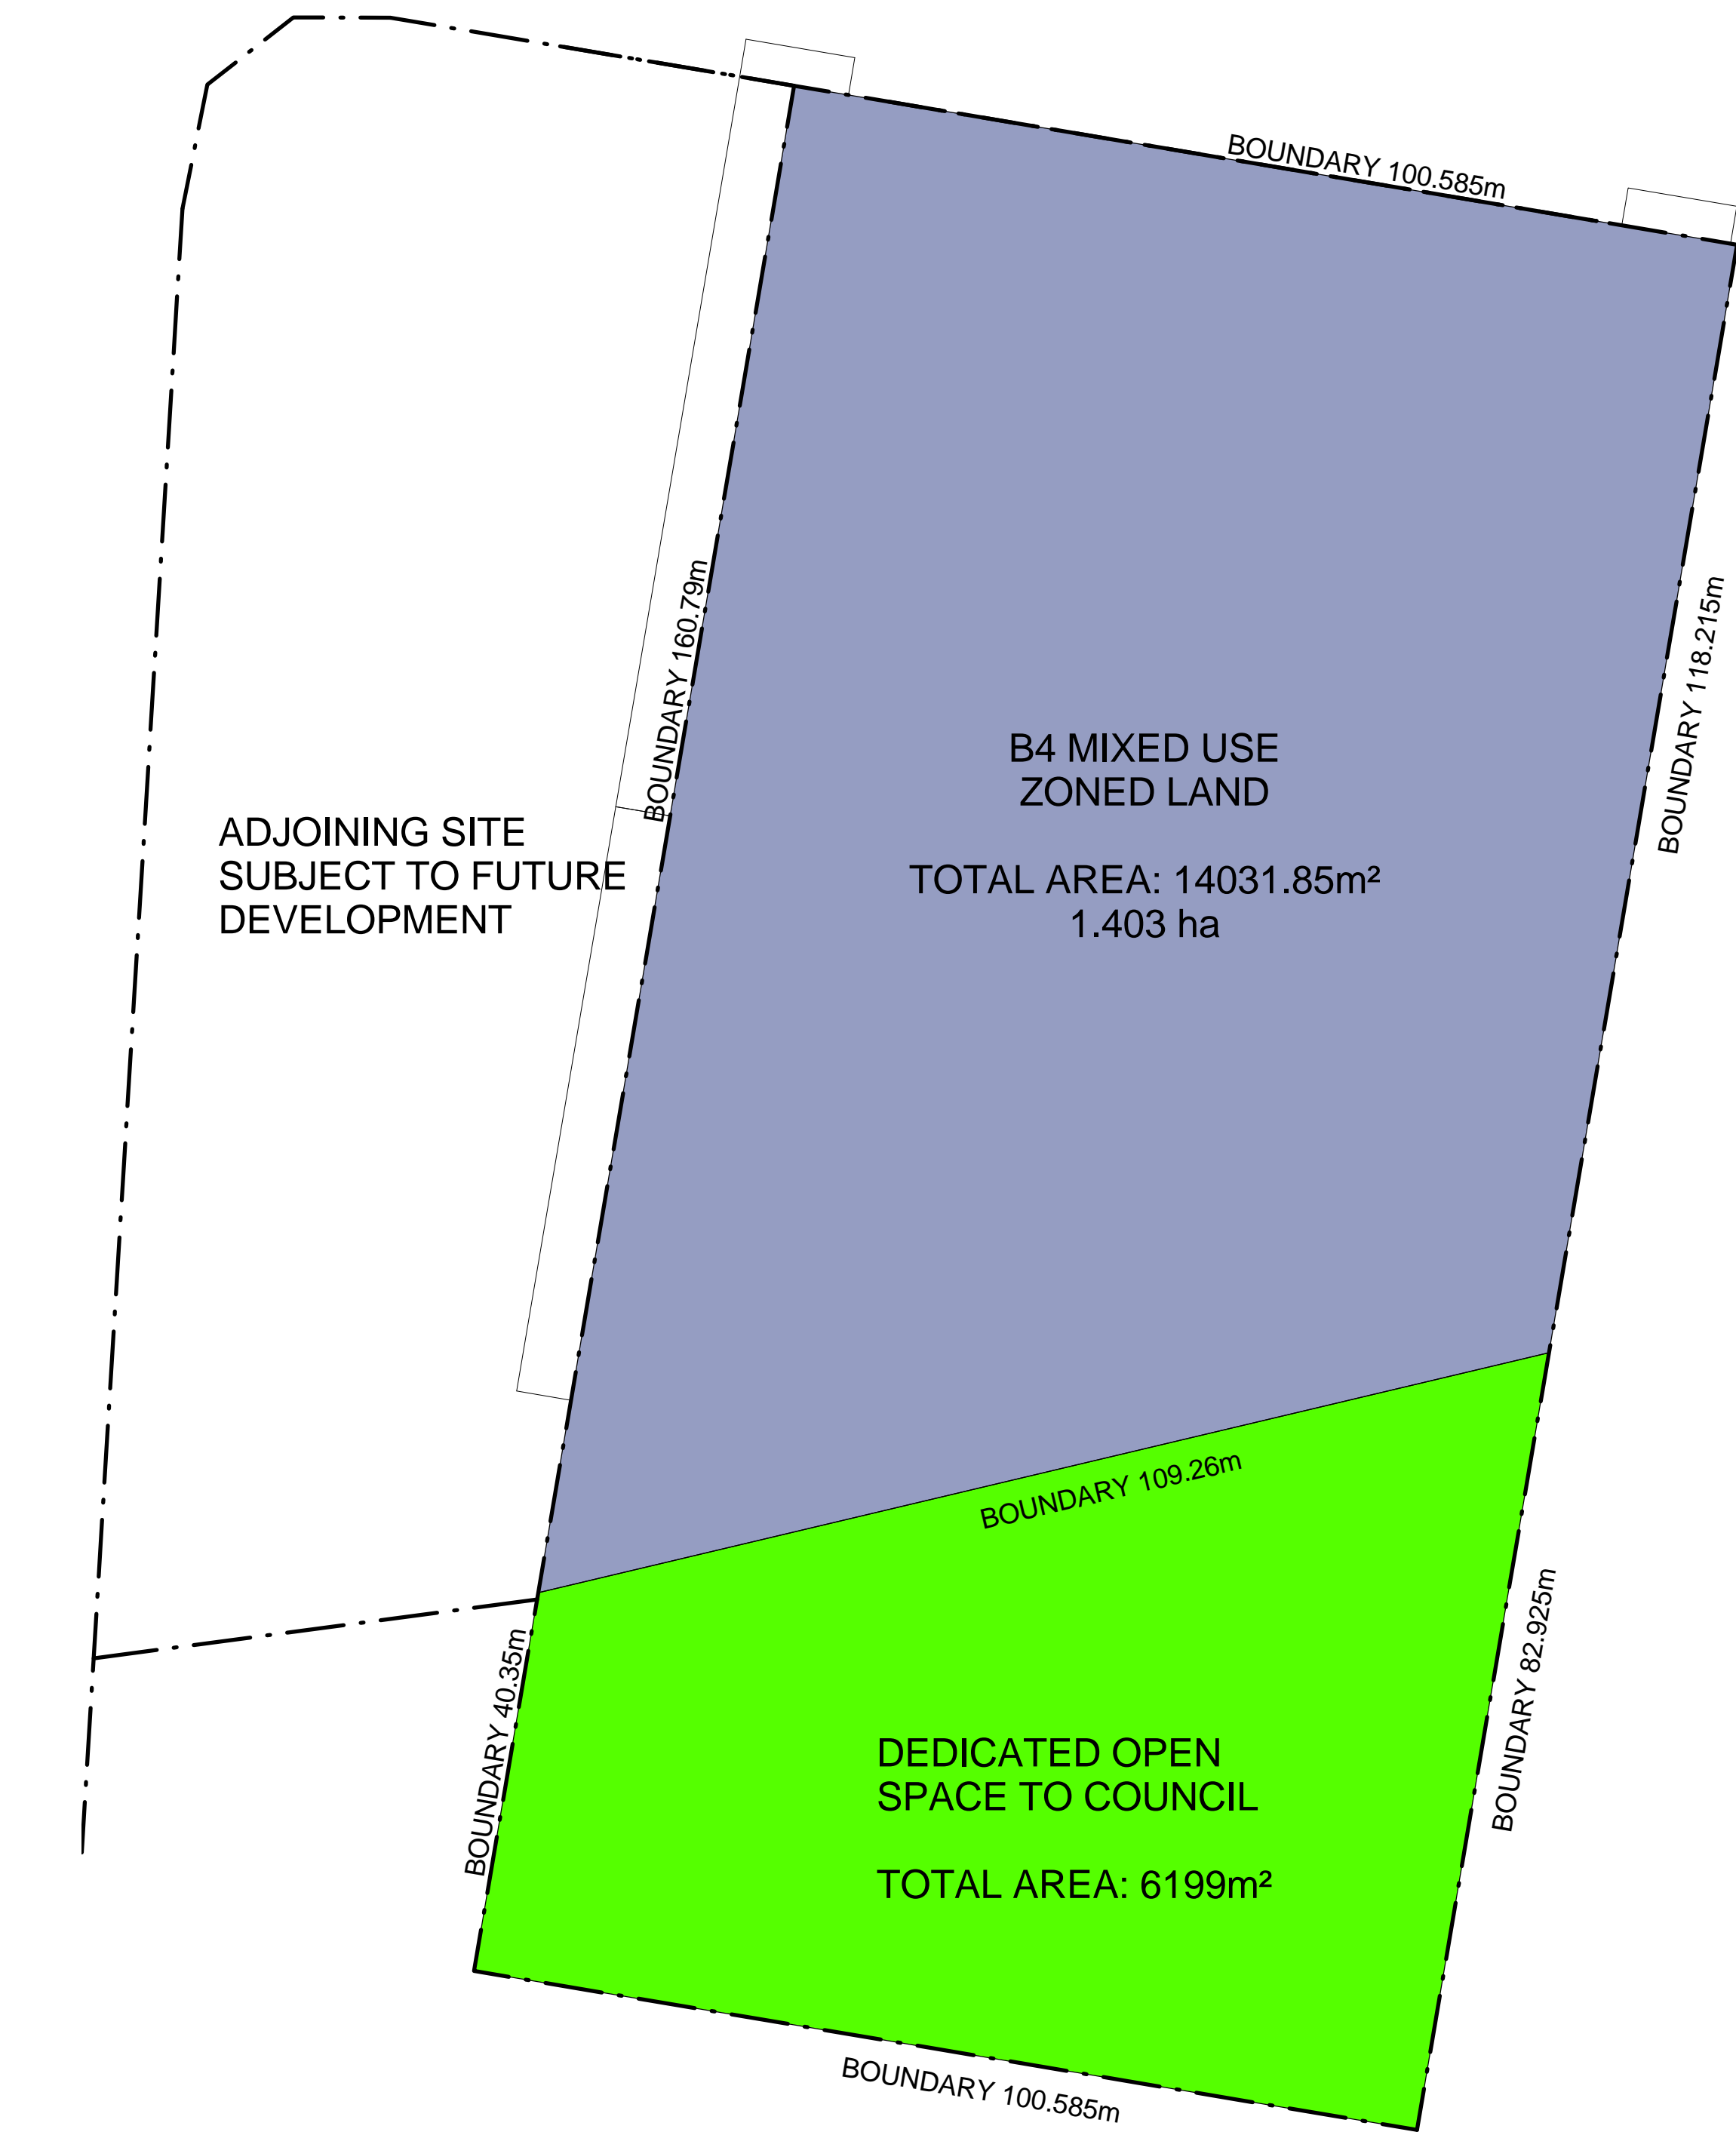 BOUNDARY 100.585m
BOUNDARY 160.79m
BOUNDARY 118.215m
B4 MIXED USE
ZONED LAND
TOTAL AREA: 14031.85m²
1.403 ha
ADJOINING SITE
SUBJECT TO FUTURE
DEVELOPMENT
BOUNDARY 109.26m
BOUNDARY 40.35m
BOUNDARY 82.925m
DEDICATED OPEN
SPACE TO COUNCIL
TOTAL AREA: 6199m²
BOUNDARY 100.585m